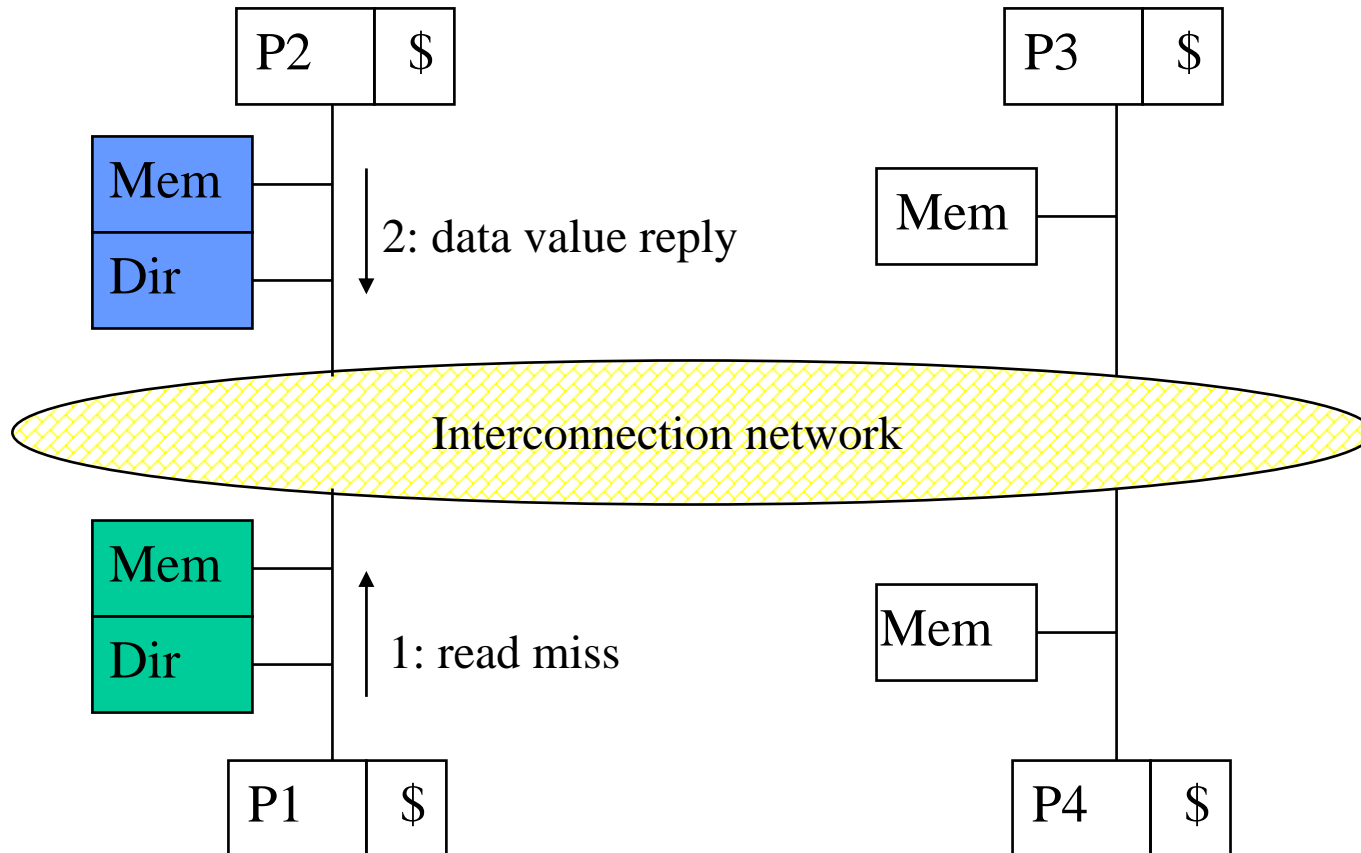 P2 $
P3 $
Mem
Dir
2: data value reply
Mem
Interconnection network
Mem
Dir
1: read miss
Mem
P1 $
P4 $